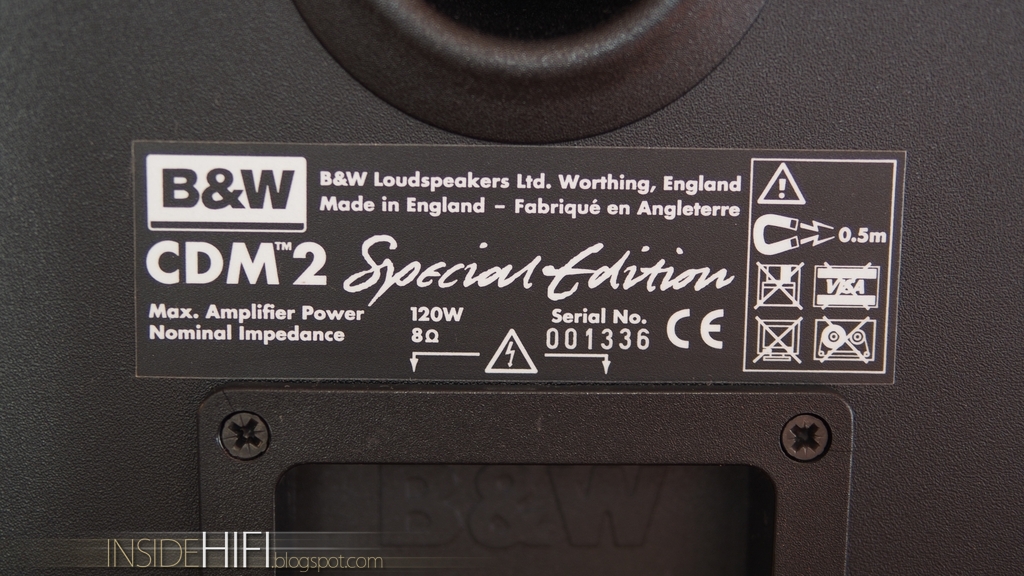 B&W
B&W Loudspeakers Ltd. Worthing, England
Made in England – Fabriqué en Angleterre
CDM™2 Special Edition
Max. Amplifier Power 120W
Nominal Impedance 8Ω
Serial No.
001336
CE
0.5m
VISA
B&W
INSIDEHIFI.blogspot.com